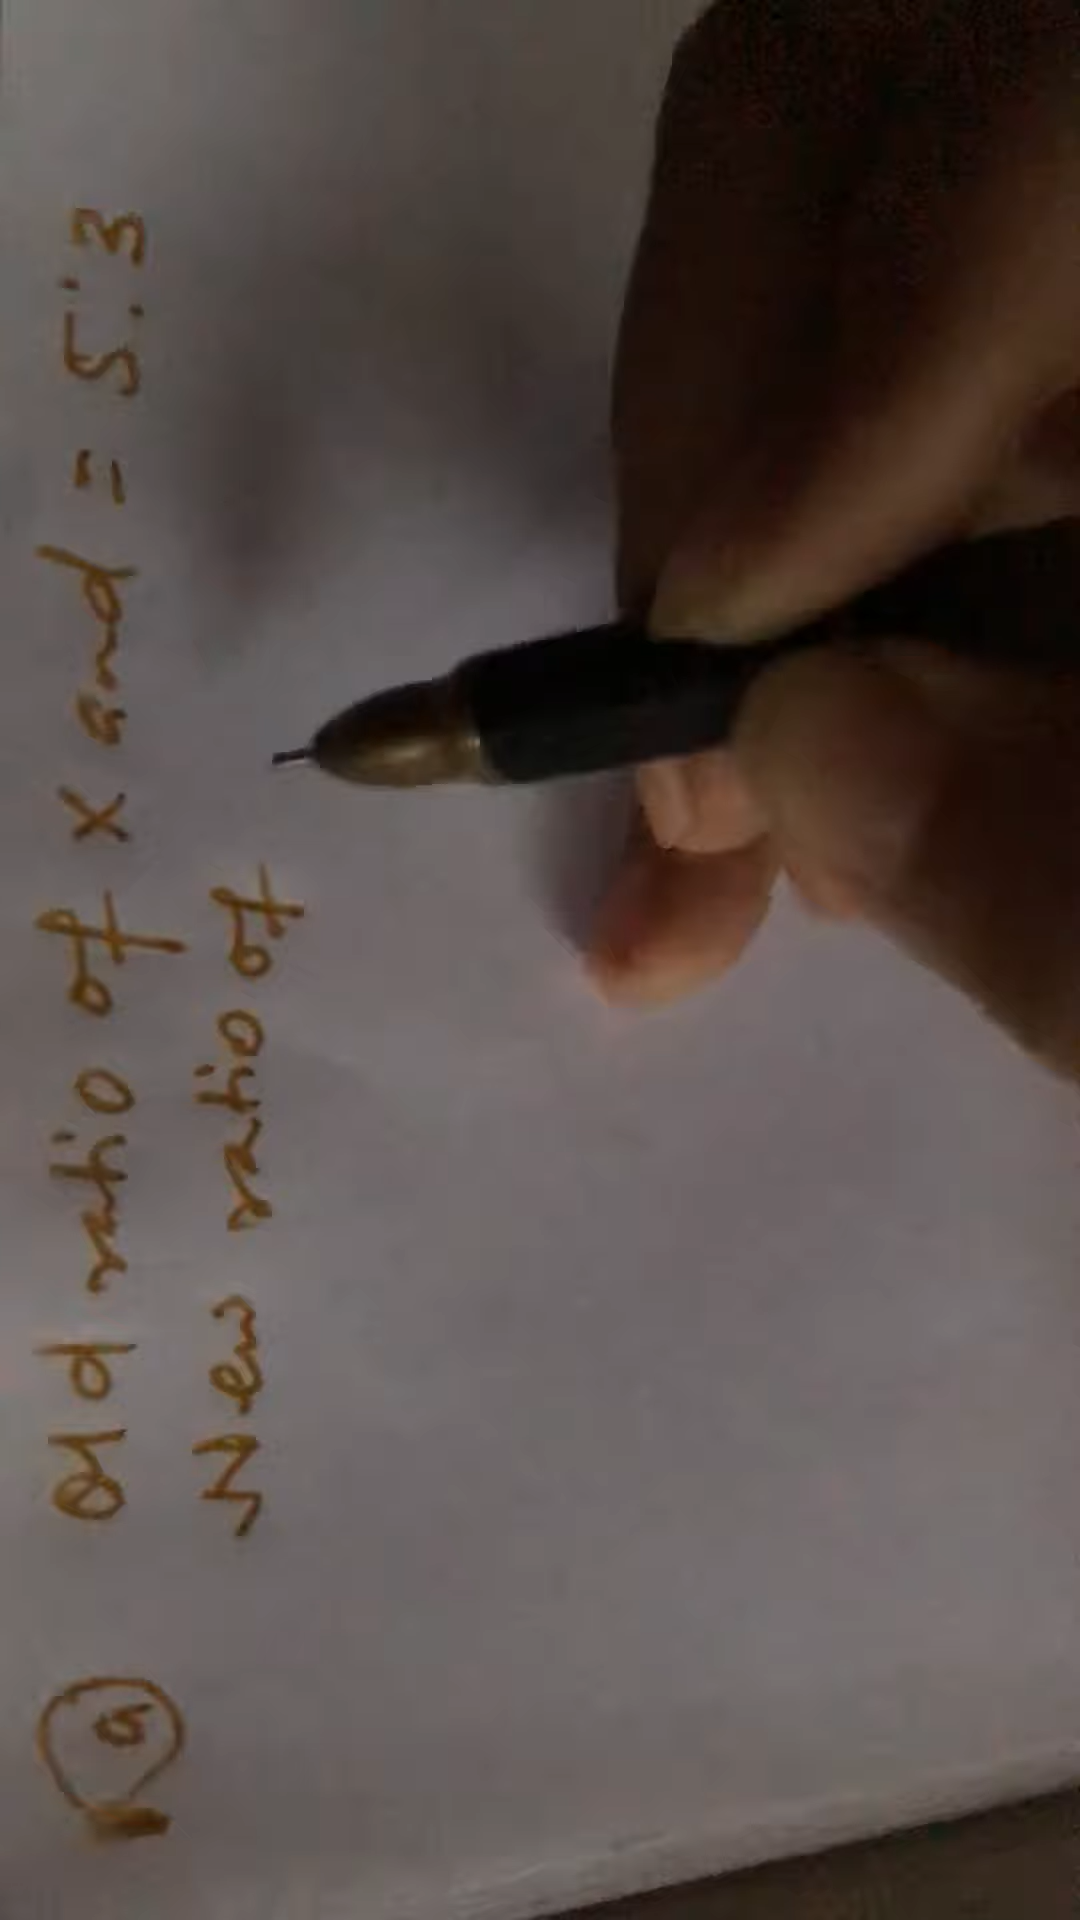 (a) Old ratio of x and = 5:3
New ratio of